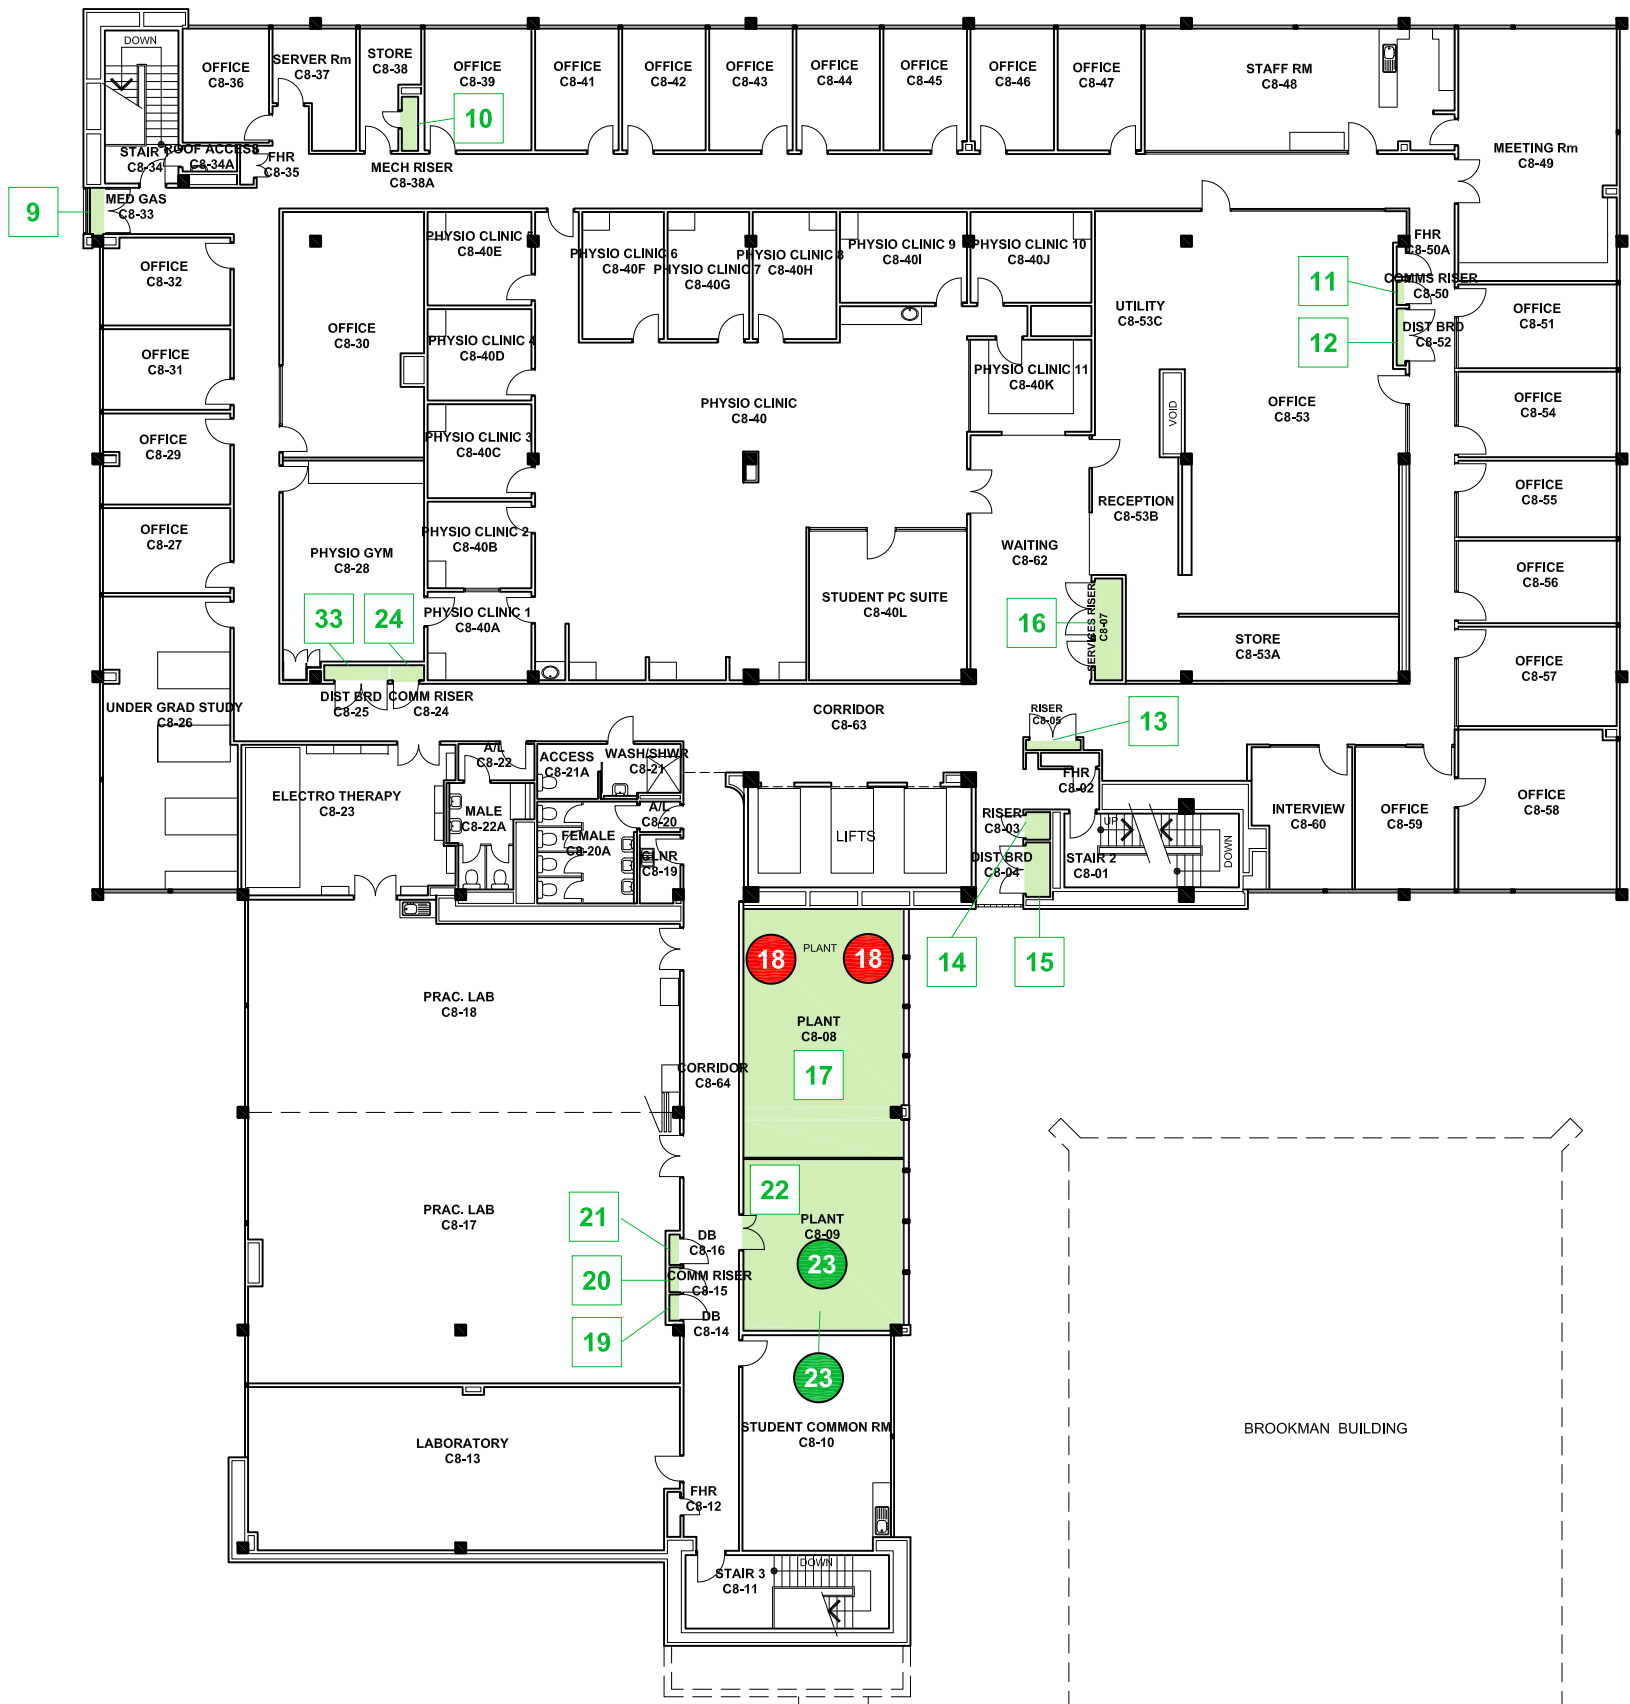 DOWN
OFFICE
C8-36
SERVER Rm
C8-37
STORE
C8-38
OFFICE
C8-39
OFFICE
C8-41
OFFICE
C8-42
OFFICE
C8-43
OFFICE
C8-44
OFFICE
C8-45
OFFICE
C8-46
OFFICE
C8-47
STAFF RM
C8-48
10
STAIR 1
C8-34
ROOF ACCESS
C8-34A
FHR
C8-35
MECH RISER
C8-38A
MEETING Rm
C8-49
9
MED GAS
C8-33
OFFICE
C8-32
OFFICE
C8-30
PHYSIO CLINIC 5
C8-40E
PHYSIO CLINIC 6
C8-40F
PHYSIO CLINIC 7
C8-40G
PHYSIO CLINIC 8
C8-40H
PHYSIO CLINIC 9
C8-40I
PHYSIO CLINIC 10
C8-40J
UTILITY
C8-53C
FHR
C8-50A
11
COMMS RISER
C8-50
12
DIST BRD
C8-52
OFFICE
C8-51
OFFICE
C8-31
PHYSIO CLINIC 4
C8-40D
PHYSIO CLINIC 11
C8-40K
PHYSIO CLINIC
C8-40
VOID
OFFICE
C8-53
OFFICE
C8-54
OFFICE
C8-29
PHYSIO CLINIC 3
C8-40C
RECEPTION
C8-53B
OFFICE
C8-55
OFFICE
C8-27
PHYSIO GYM
C8-28
PHYSIO CLINIC 2
C8-40B
WAITING
C8-62
OFFICE
C8-56
33
24
PHYSIO CLINIC 1
C8-40A
STUDENT PC SUITE
C8-40L
16
SERVICES RISER
C8-07
STORE
C8-53A
OFFICE
C8-57
UNDER GRAD STUDY
C8-26
DIST BRD
C8-25
COMM RISER
C8-24
CORRIDOR
C8-63
RISER
C8-05
13
A/L
C8-22
ACCESS
C8-21A
WASH/SHWR
C8-21
FHR
C8-02
ELECTRO THERAPY
C8-23
MALE
C8-22A
FEMALE
C8-20A
A/L
C8-20
CLNR
C8-19
LIFTS
RISER
C8-03
DIST BRD
C8-04
UP
STAIR 2
C8-01
DOWN
INTERVIEW
C8-60
OFFICE
C8-59
OFFICE
C8-58
18
PLANT
18
14
15
PRAC. LAB
C8-18
PLANT
C8-08
17
CORRIDOR
C8-64
22
PRAC. LAB
C8-17
21
DB
C8-16
PLANT
C8-09
23
20
COMM RISER
C8-15
19
DB
C8-14
23
STUDENT COMMON RM
C8-10
LABORATORY
C8-13
BROOKMAN BUILDING
FHR
C8-12
STAIR 3
C8-11
DOWN